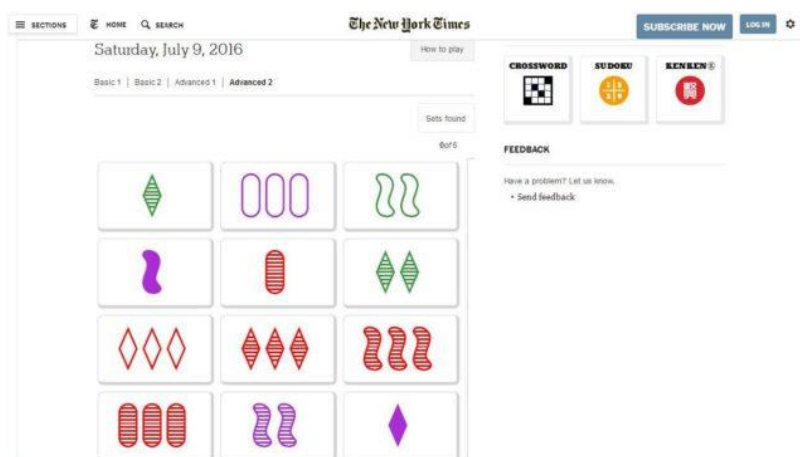 SECTIONS HOME SEARCH The New York Times SUBSCRIBE NOW LOG IN
Saturday, July 9, 2016 How to play
Basic 1 | Basic 2 | Advanced 1 | Advanced 2
Sets found
0 of 6
CROSSWORD SUDOKU KENKEN®
FEEDBACK
Have a problem? Let us know.
• Send feedback